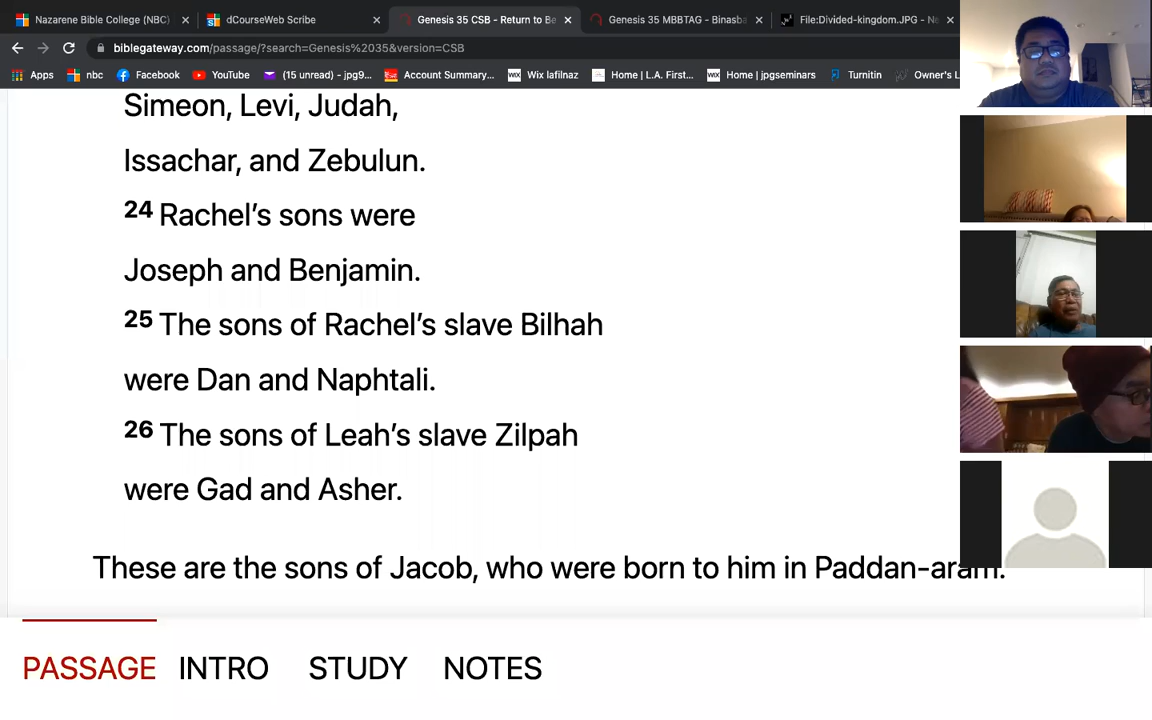 Nazarene Bible College (NBC)
dCourseWeb Scribe
Genesis 35 CSB - Return to Be
Genesis 35 MBBTAG - Binasba
File:Divided-kingdom.JPG - N
biblegateway.com/passage/?search=Genesis%2035&version=CSB
Apps
nbc
Facebook
YouTube
(15 unread) - jpg9...
Account Summary...
Wix lafilnaz
Home | L.A. First...
Home | jpgseminars
Turnitin
Owner's L
Simeon, Levi, Judah,
Issachar, and Zebulun.
24 Rachel’s sons were
Joseph and Benjamin.
25 The sons of Rachel’s slave Bilhah
were Dan and Naphtali.
26 The sons of Leah’s slave Zilpah
were Gad and Asher.
These are the sons of Jacob, who were born to him in Paddan-aram.
PASSAGE INTRO STUDY NOTES